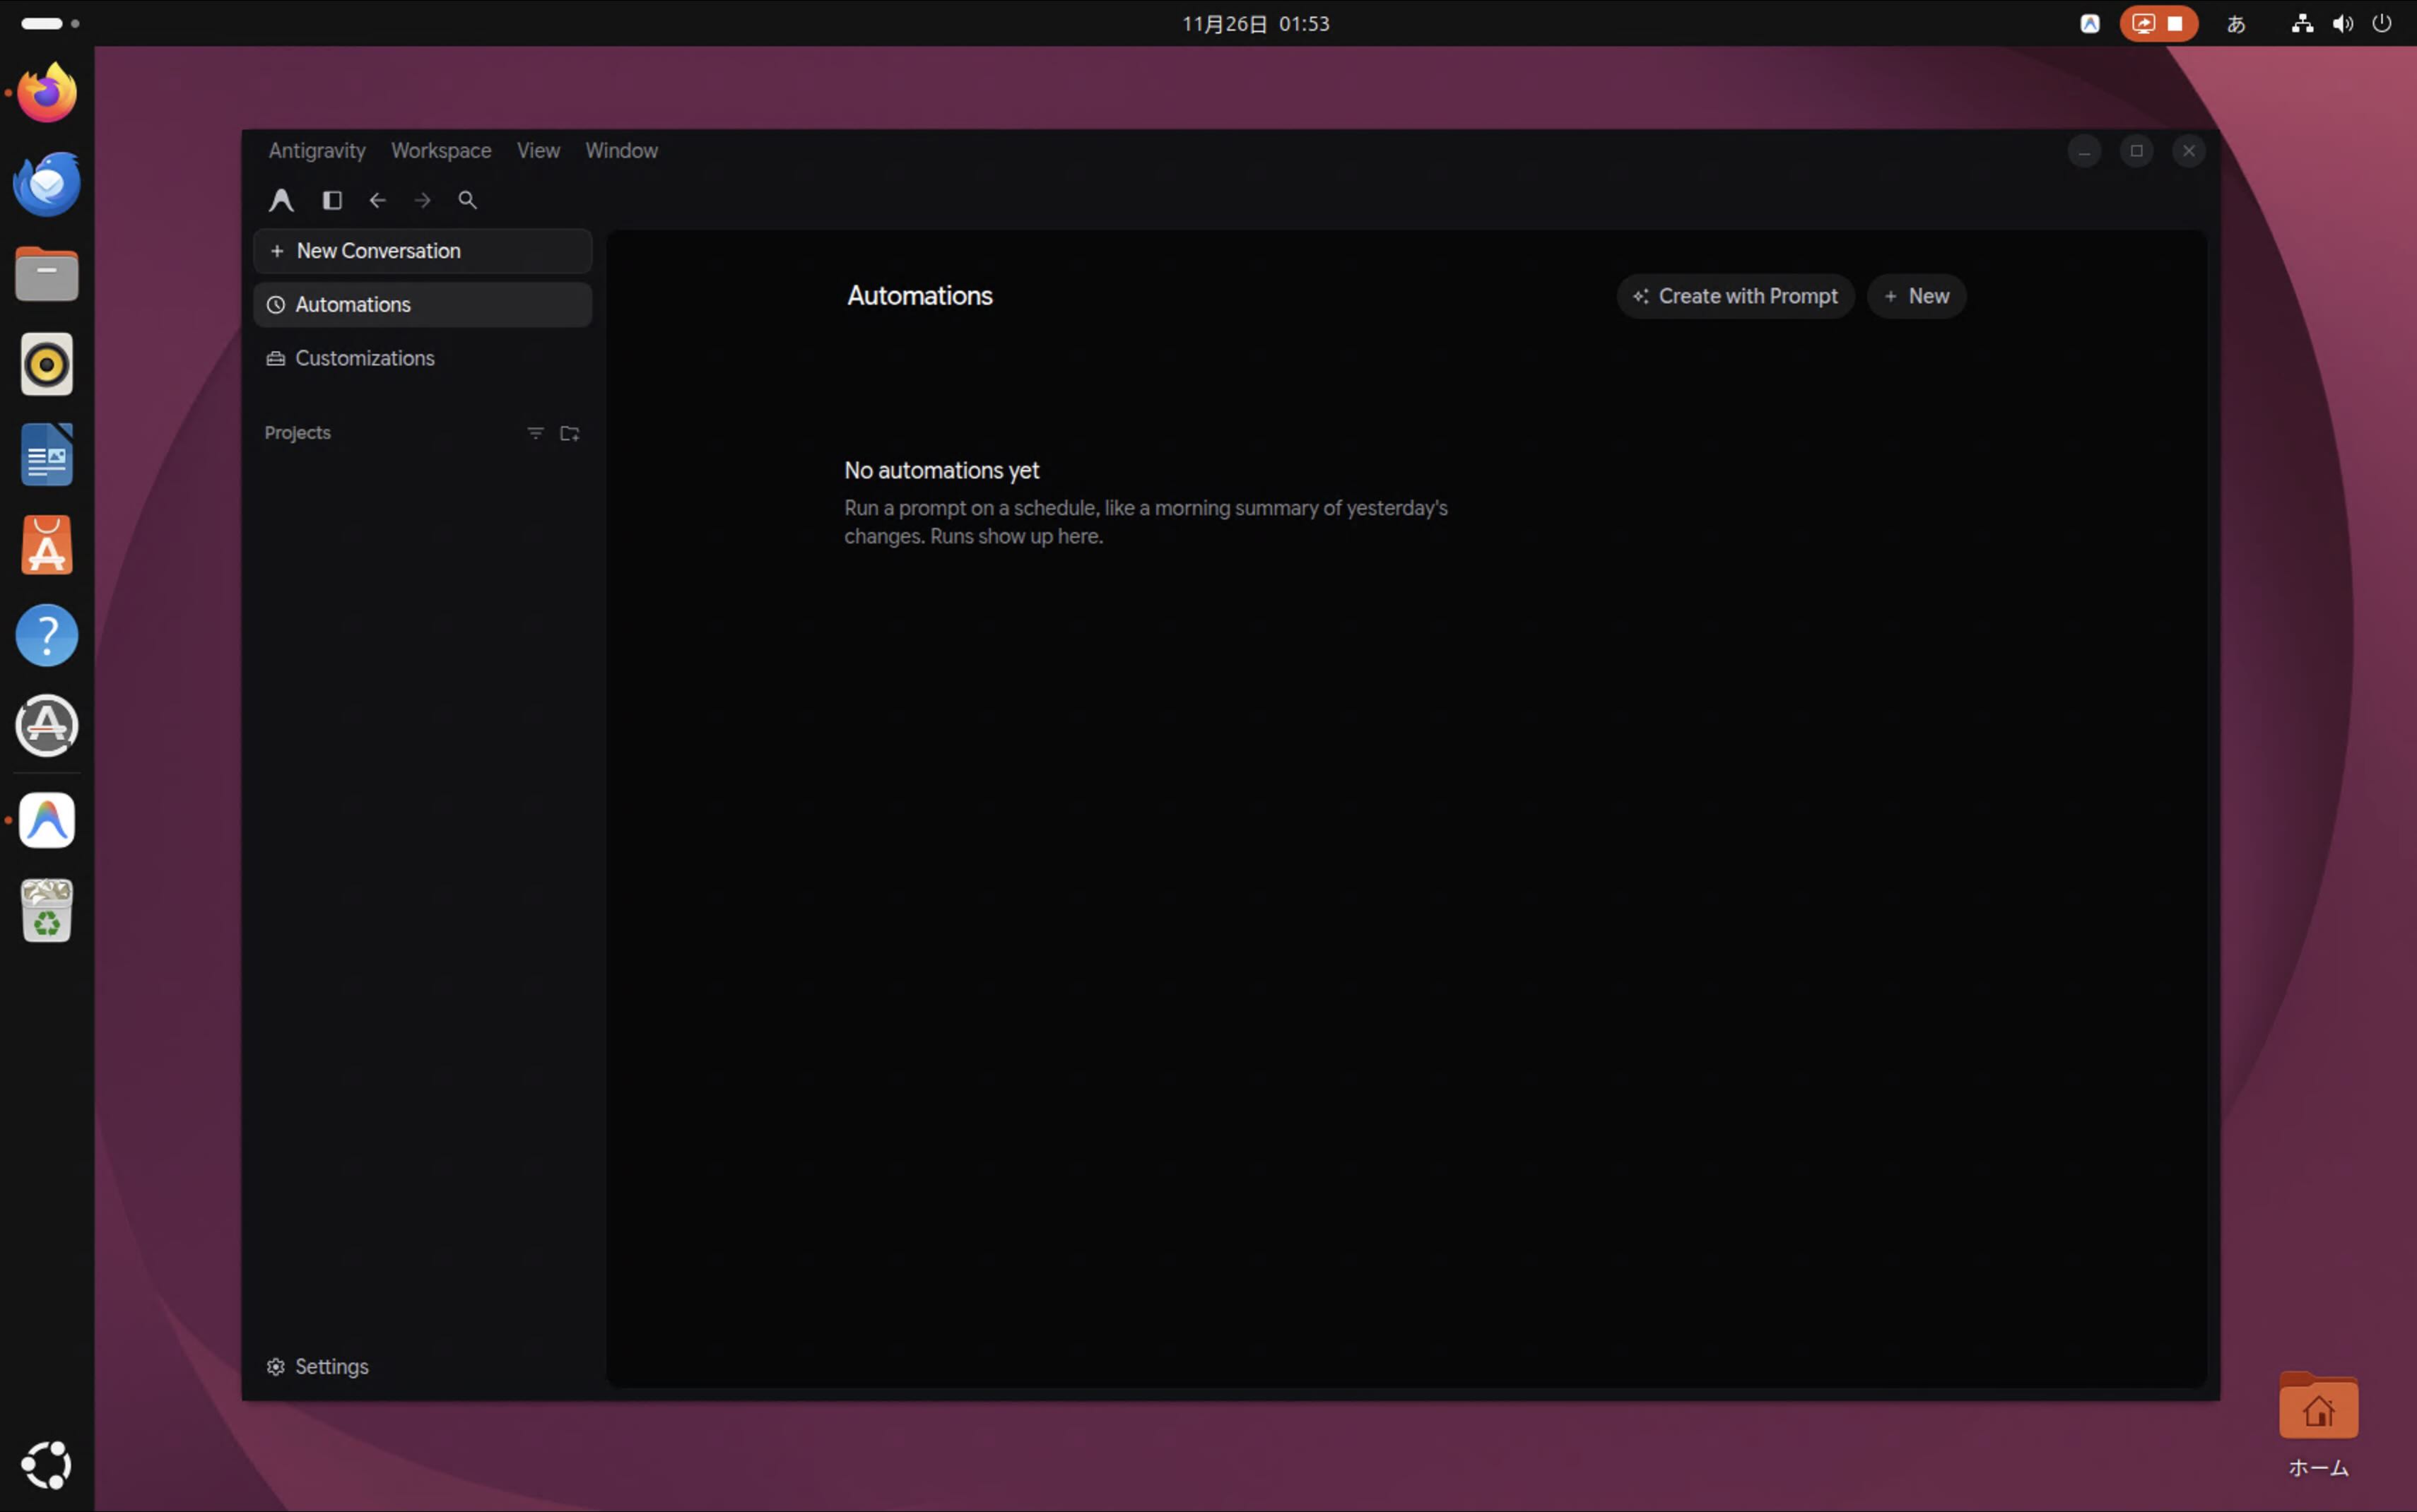 11月26日 01:53
あ
Antigravity Workspace View Window
New Conversation
Automations
Customizations
Projects
Settings
Automations
Create with Prompt
New
No automations yet
Run a prompt on a schedule, like a morning summary of yesterday's
changes. Runs show up here.
ホーム